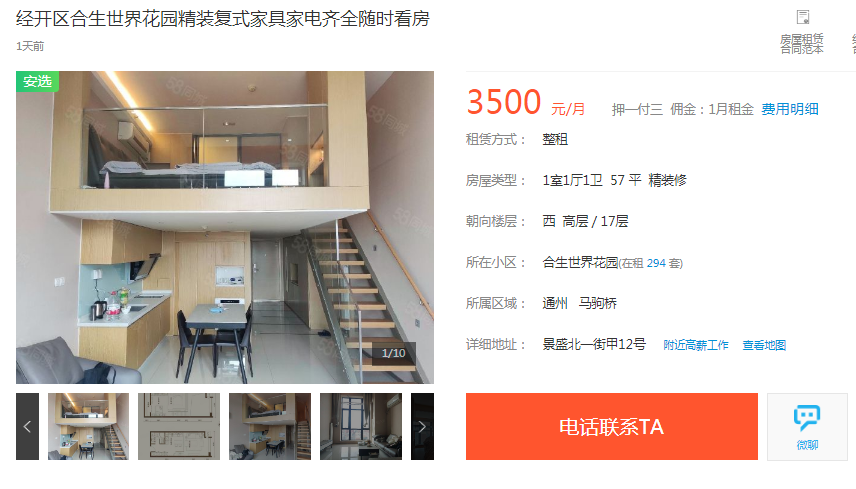 经开区合生世界花园精装复式家具家电齐全随时看房
1天前
房屋租赁
合同范本
安选
3500 元/月 押一付三 佣金：1月租金 费用明细
租赁方式： 整租
房屋类型： 1室1厅1卫 57 平 精装修
朝向楼层： 西 高层 / 17层
所在小区： 合生世界花园(在租 294 套)
所属区域： 通州 马驹桥
详细地址： 景盛北一街甲12号 附近高薪工作 查看地图
1/10
电话联系TA
微聊